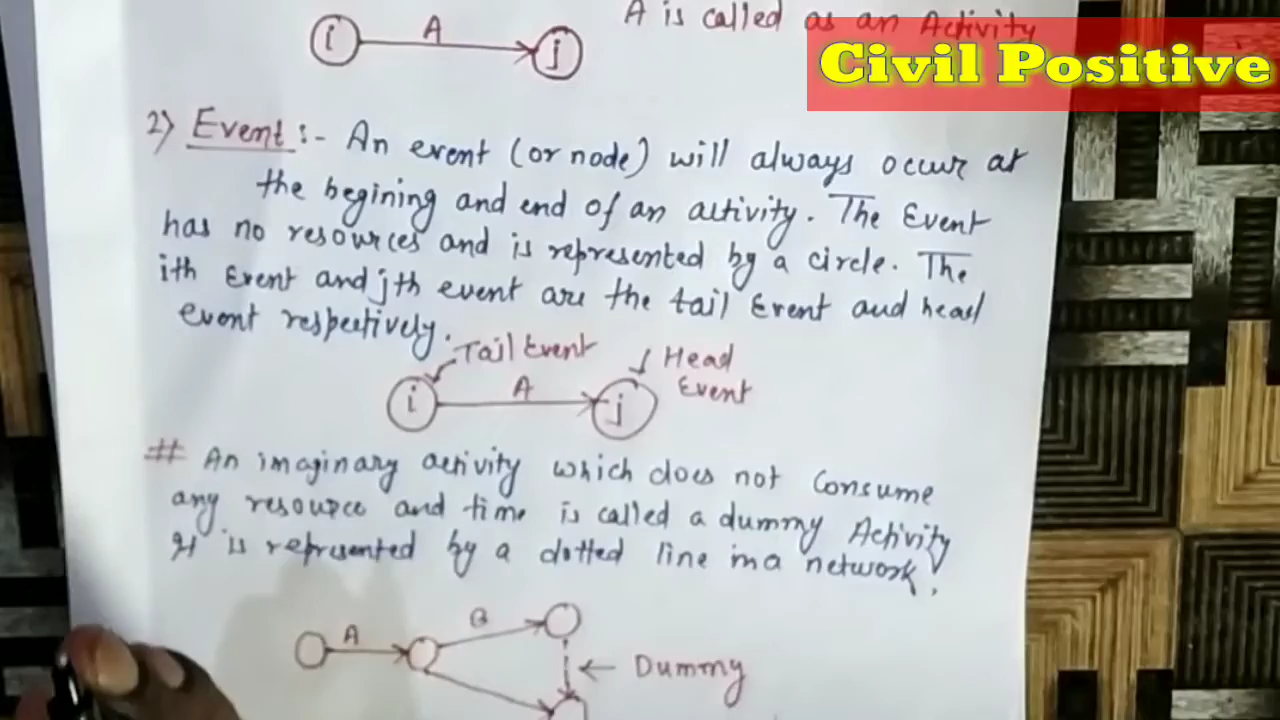 A is called as an Activity
i A j
Civil Positive
2) Event :- An event (or node) will always occur at
the begining and end of an activity. The Event
has no resources and is represented by a circle. The
ith Event and jth event are the tail Event and head
event respectively.
Tail Event
Head
Event
i A j
# An imaginary activity which does not Consume
any resource and time is called a dummy Activity
It is represented by a dotted line in a network.
A
B
Dummy